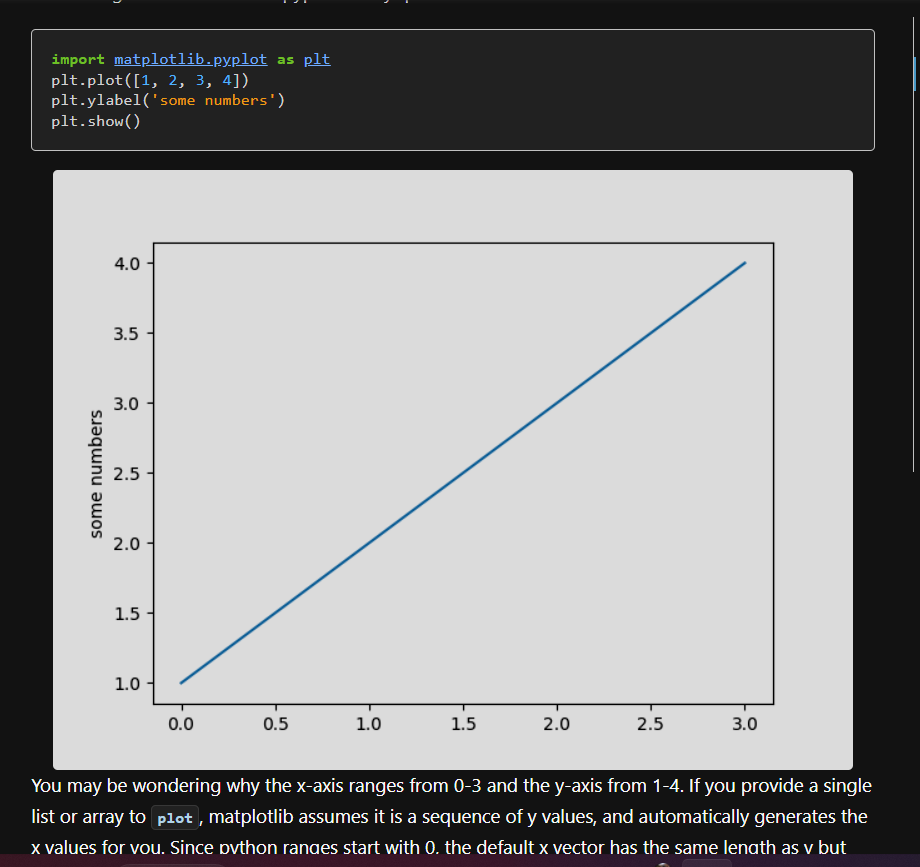 import matplotlib.pyplot as plt
plt.plot([1, 2, 3, 4])
plt.ylabel('some numbers')
plt.show()
4.0
3.5
3.0
2.5
2.0
1.5
1.0
some numbers
0.0 0.5 1.0 1.5 2.0 2.5 3.0
You may be wondering why the x-axis ranges from 0-3 and the y-axis from 1-4. If you provide a single
list or array to plot, matplotlib assumes it is a sequence of y values, and automatically generates the
x values for you. Since python ranges start with 0, the default x vector has the same length as y but